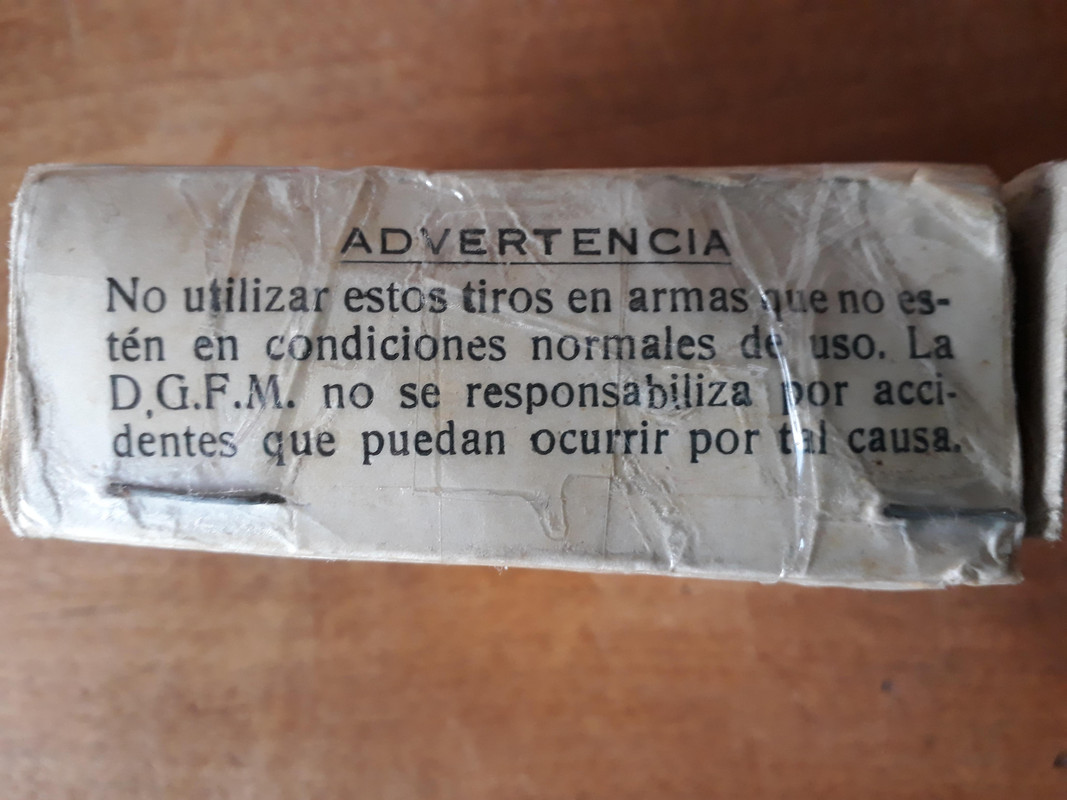 ADVERTENCIA
No utilizar estos tiros en armas que no es-
tén en condiciones normales de uso. La
D.G.F.M. no se responsabiliza por acci-
dentes que puedan ocurrir por tal causa.